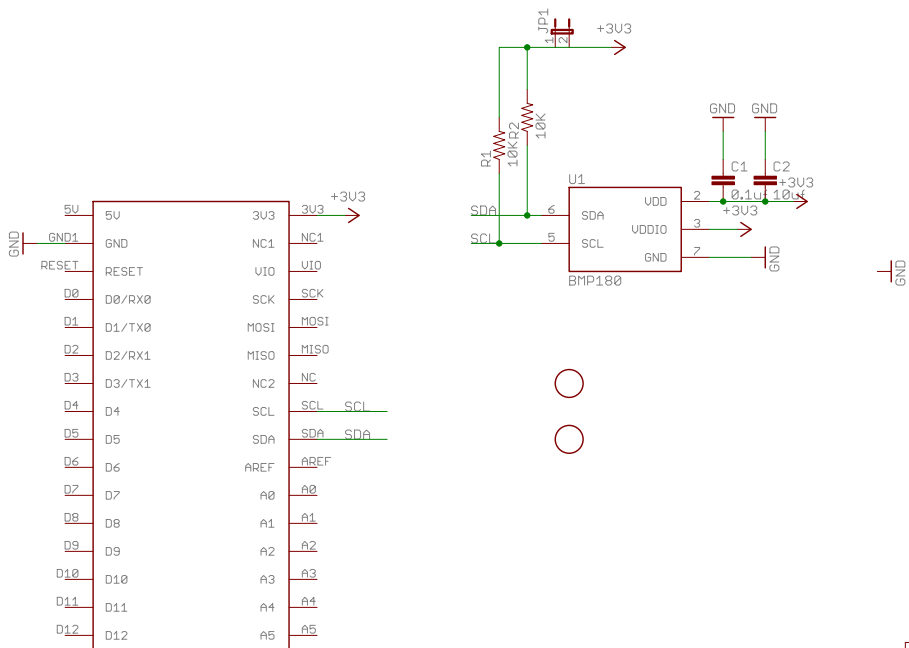 JP1
1 2
+3V3
R1
10K
R2
10K
GND GND
C1 C2
0.1uf 10uf
+3V3
U1
SDA 6 SDA VDD 2
+3V3
SCL 5 SCL VDDIO 3
GND 7 GND
BMP180
GND
+3V3
5V 5V 3V3 3V3
GND GND1 GND NC1 NC1
RESET RESET VIO VIO
D0 D0/RX0 SCK SCK
D1 D1/TX0 MOSI MOSI
D2 D2/RX1 MISO MISO
D3 D3/TX1 NC2 NC
D4 D4 SCL SCL SCL
D5 D5 SDA SDA SDA
D6 D6 AREF AREF
D7 D7 A0 A0
D8 D8 A1 A1
D9 D9 A2 A2
D10 D10 A3 A3
D11 D11 A4 A4
D12 D12 A5 A5